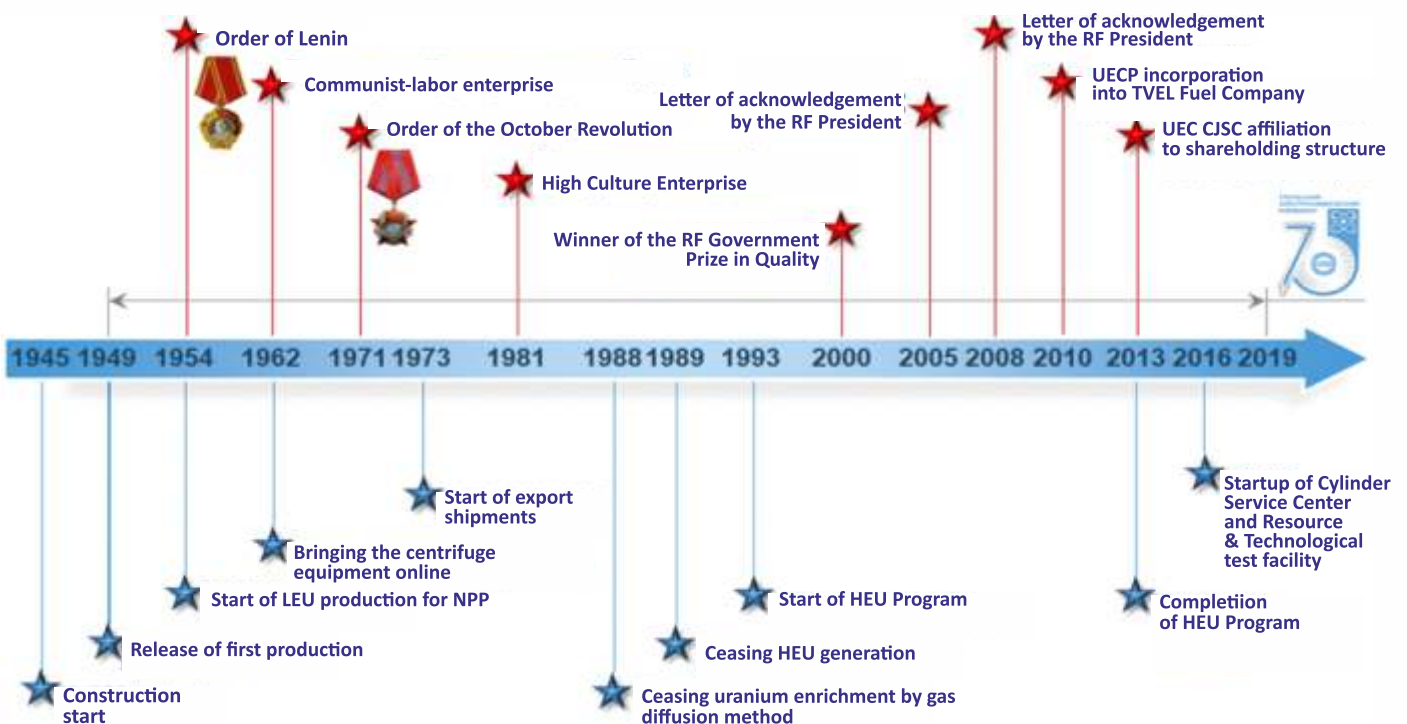 Order of Lenin
Communist-labor enterprise
Order of the October Revolution
High Culture Enterprise
Winner of the RF Government
Prize in Quality
Letter of acknowledgement
by the RF President
Letter of acknowledgement
by the RF President
UECP incorporation
into TVEL Fuel Company
UEC CJSC affiliation
to shareholding structure
70
1945 1949 1954 1962 1971 1973 1981 1988 1989 1993 2000 2005 2008 2010 2013 2016 2019
Construction
start
Release of first production
Start of LEU production for NPP
Bringing the centrifuge
equipment online
Start of export
shipments
Ceasing uranium enrichment by gas
diffusion method
Ceasing HEU generation
Start of HEU Program
Completiion
of HEU Program
Startup of Cylinder
Service Center
and Resource
& Technological
test facility